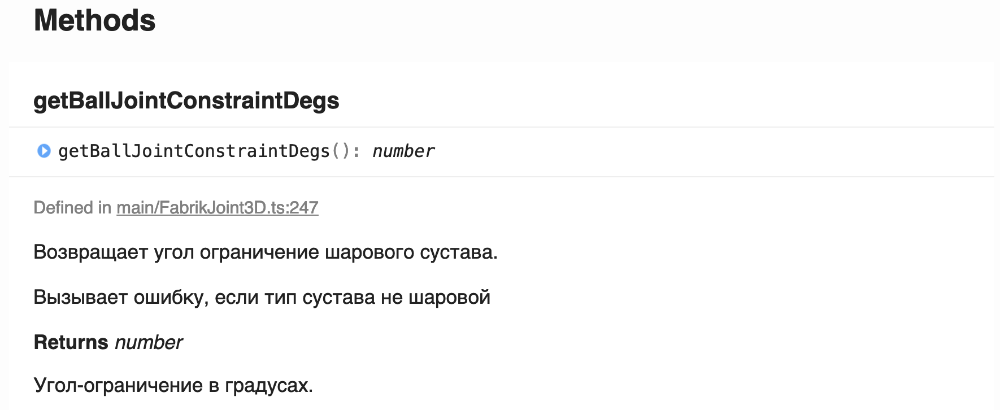 Methods
getBallJointConstraintDegs
getBallJointConstraintDegs(): number
Defined in main/FabrikJoint3D.ts:247
Возвращает угол ограничение шарового сустава.
Вызывает ошибку, если тип сустава не шаровой
Returns number
Угол-ограничение в градусах.